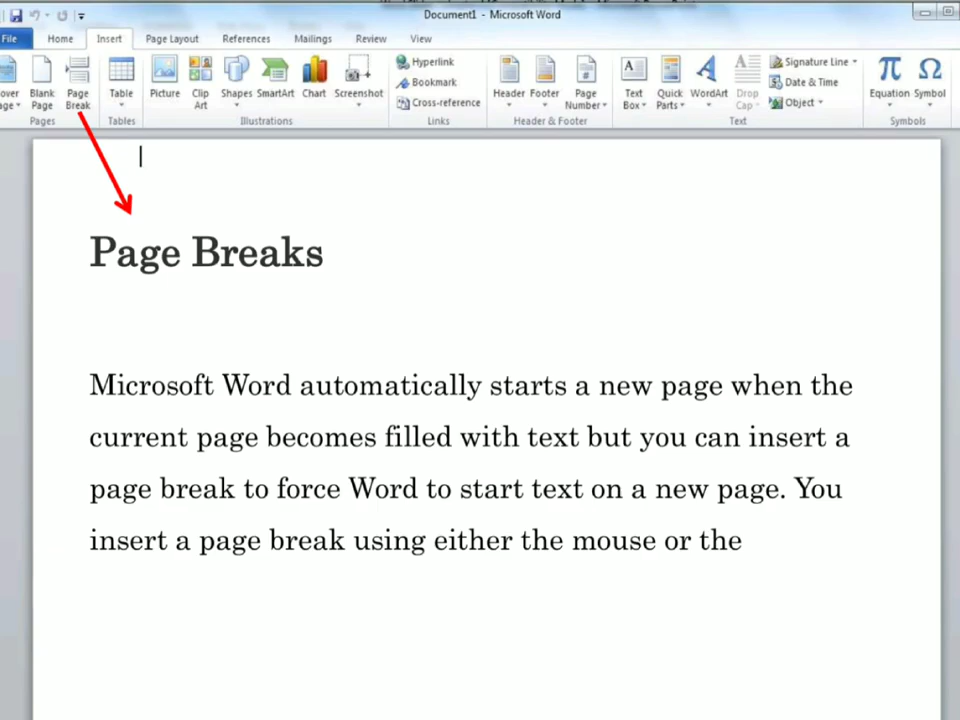 Document1 - Microsoft Word
File Home Insert Page Layout References Mailings Review View
Blank Page
Page Break
Table
Picture
Clip Art
Shapes
SmartArt
Chart
Screenshot
Hyperlink
Bookmark
Cross-reference
Header
Footer
Page Number
Text Box
Quick Parts
WordArt
Drop Cap
Signature Line
Date & Time
Object
Equation
Symbol
Pages Tables Illustrations Links Header & Footer Text Symbols
Page Breaks
Microsoft Word automatically starts a new page when the
current page becomes filled with text but you can insert a
page break to force Word to start text on a new page. You
insert a page break using either the mouse or the